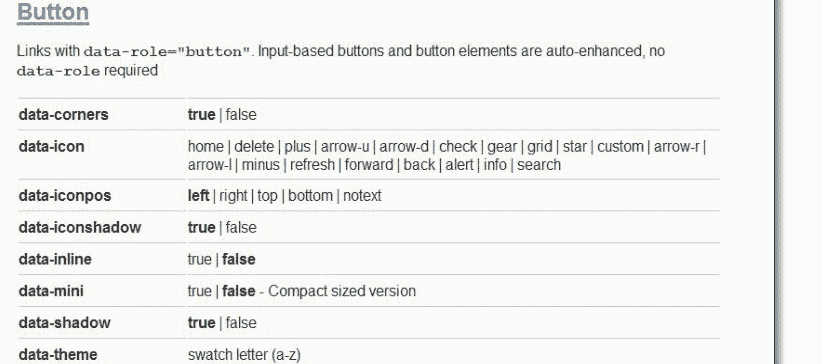 Button
Links with data-role="button". Input-based buttons and button elements are auto-enhanced, no
data-role required
data-corners true | false
data-icon home | delete | plus | arrow-u | arrow-d | check | gear | grid | star | custom | arrow-r |
arrow-l | minus | refresh | forward | back | alert | info | search
data-iconpos left | right | top | bottom | notext
data-iconshadow true | false
data-inline true | false
data-mini true | false - Compact sized version
data-shadow true | false
data-theme swatch letter (a-z)